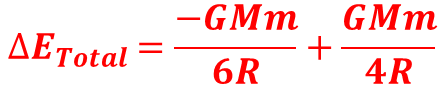 ΔE_Total = -GMm/6R + GMm/4R